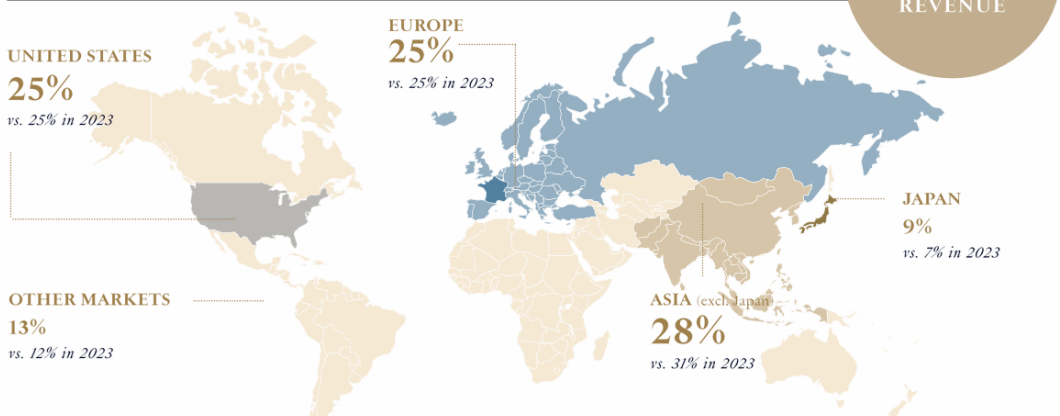 REVENUE
UNITED STATES
25%
vs. 25% in 2023
EUROPE
25%
vs. 25% in 2023
JAPAN
9%
vs. 7% in 2023
OTHER MARKETS
13%
vs. 12% in 2023
ASIA (excl. Japan)
28%
vs. 31% in 2023